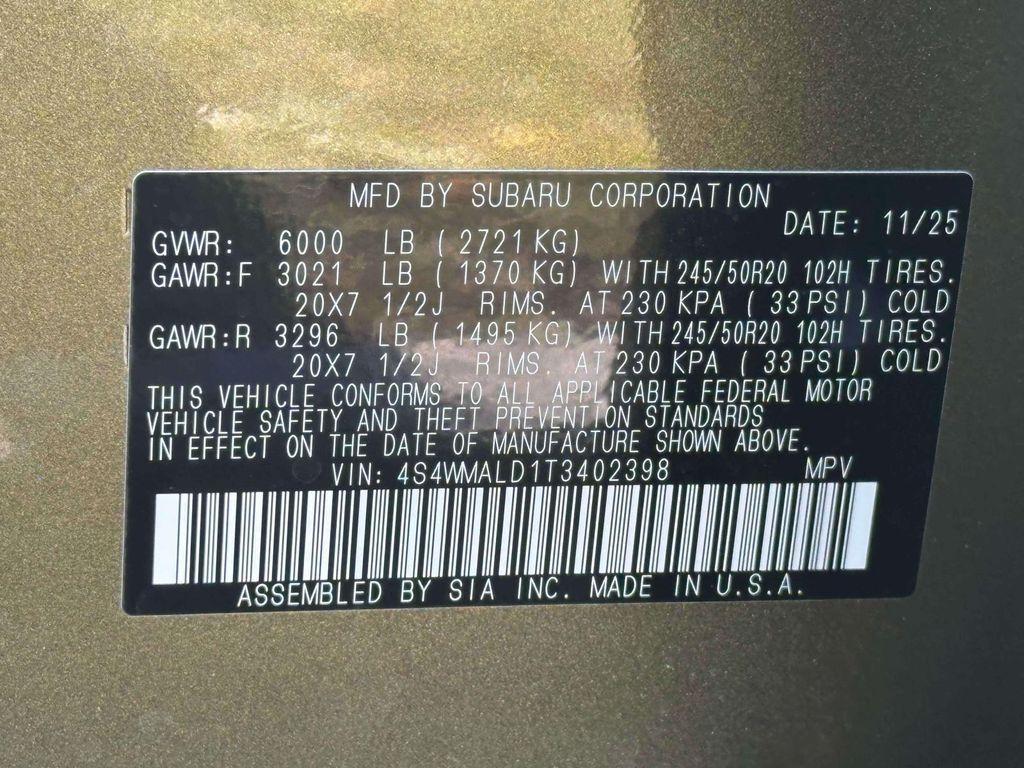 MFD BY SUBARU CORPORATION
DATE: 11/25
GVWR: 6000 LB ( 2721 KG)
GAWR:F 3021 LB ( 1370 KG) WITH 245/50R20 102H TIRES.
20X7 1/2J RIMS. AT 230 KPA ( 33 PSI) COLD
GAWR:R 3296 LB ( 1495 KG) WITH 245/50R20 102H TIRES.
20X7 1/2J RIMS. AT 230 KPA ( 33 PSI) COLD
THIS VEHICLE CONFORMS TO ALL APPLICABLE FEDERAL MOTOR
VEHICLE SAFETY AND THEFT PREVENTION STANDARDS
IN EFFECT ON THE DATE OF MANUFACTURE SHOWN ABOVE.
VIN: 4S4WMALD1T3402398 MPV
ASSEMBLED BY SIA INC. MADE IN U.S.A.